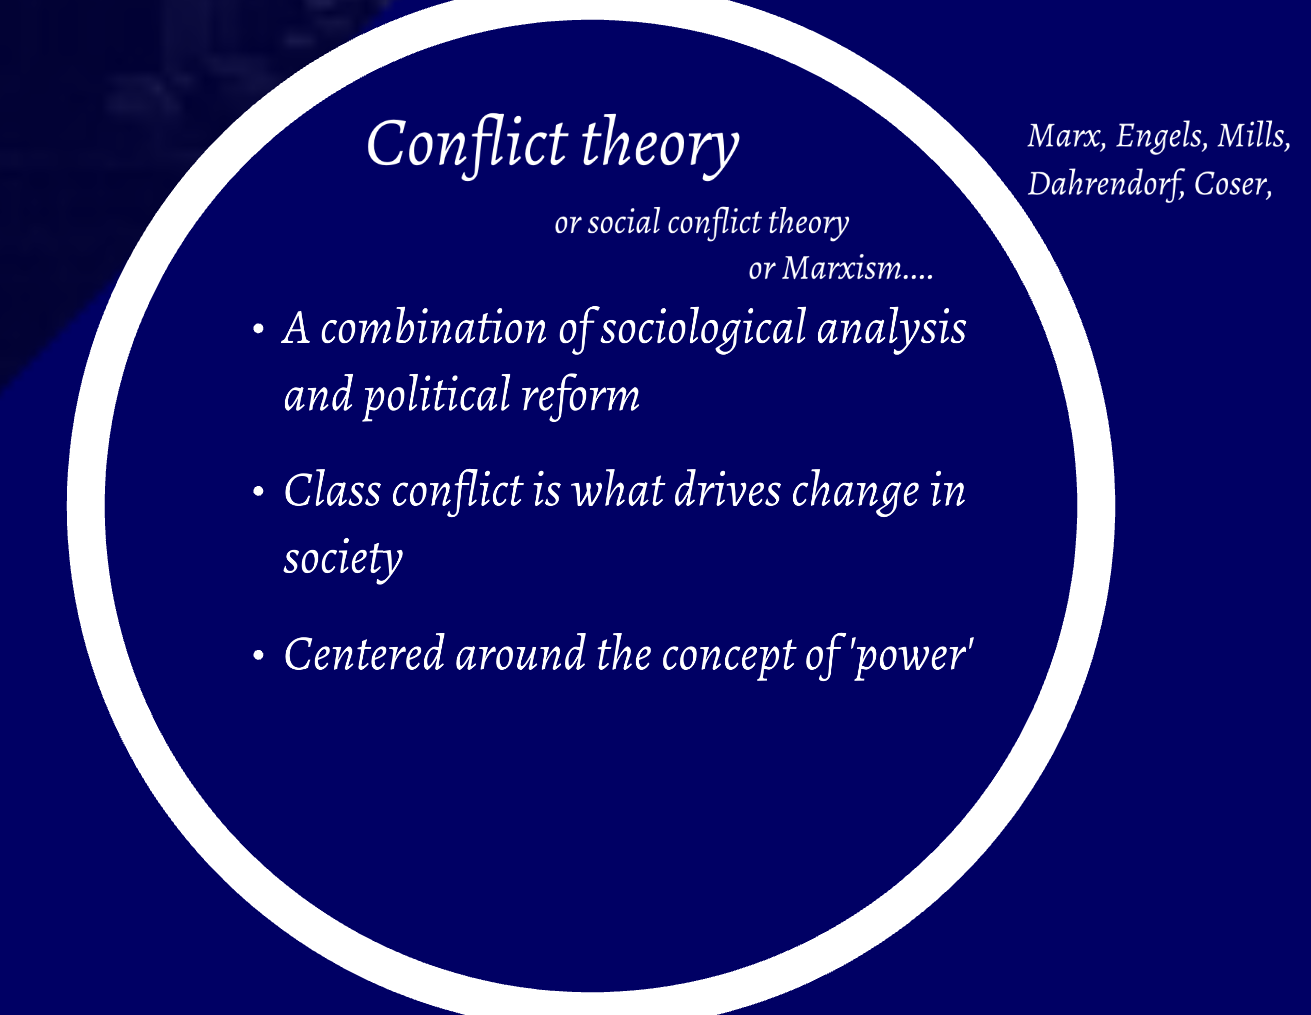 Conflict theory
Marx, Engels, Mills,
Dahrendorf, Coser,
or social conflict theory
or Marxism....
• A combination of sociological analysis
and political reform
• Class conflict is what drives change in
society
• Centered around the concept of 'power'